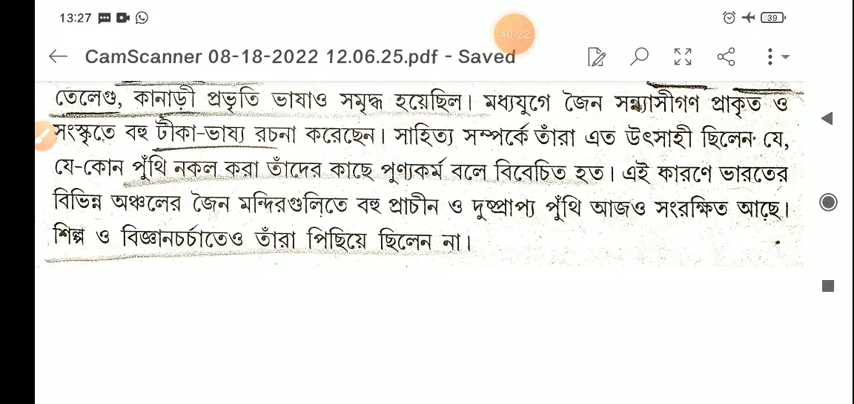 13:27
39
40:22
CamScanner 08-18-2022 12.06.25.pdf - Saved
তেলেগু, কানাড়ী প্রভৃতি ভাষাও সমৃদ্ধ হয়েছিল। মধ্যযুগে জৈন সন্ন্যাসীগণ প্রাকৃত ও
সংস্কৃতে বহু টীকা-ভাষ্য রচনা করেছেন। সাহিত্য সম্পর্কে তাঁরা এত উৎসাহী ছিলেন যে,
যে-কোন পুঁথি নকল করা তাঁদের কাছে পুণ্যকর্ম বলে বিবেচিত হত। এই কারণে ভারতের
বিভিন্ন অঞ্চলের জৈন মন্দিরগুলিতে বহু প্রাচীন ও দুষ্প্রাপ্য পুঁথি আজও সংরক্ষিত আছে।
শিল্প ও বিজ্ঞানচর্চাতেও তাঁরা পিছিয়ে ছিলেন না।